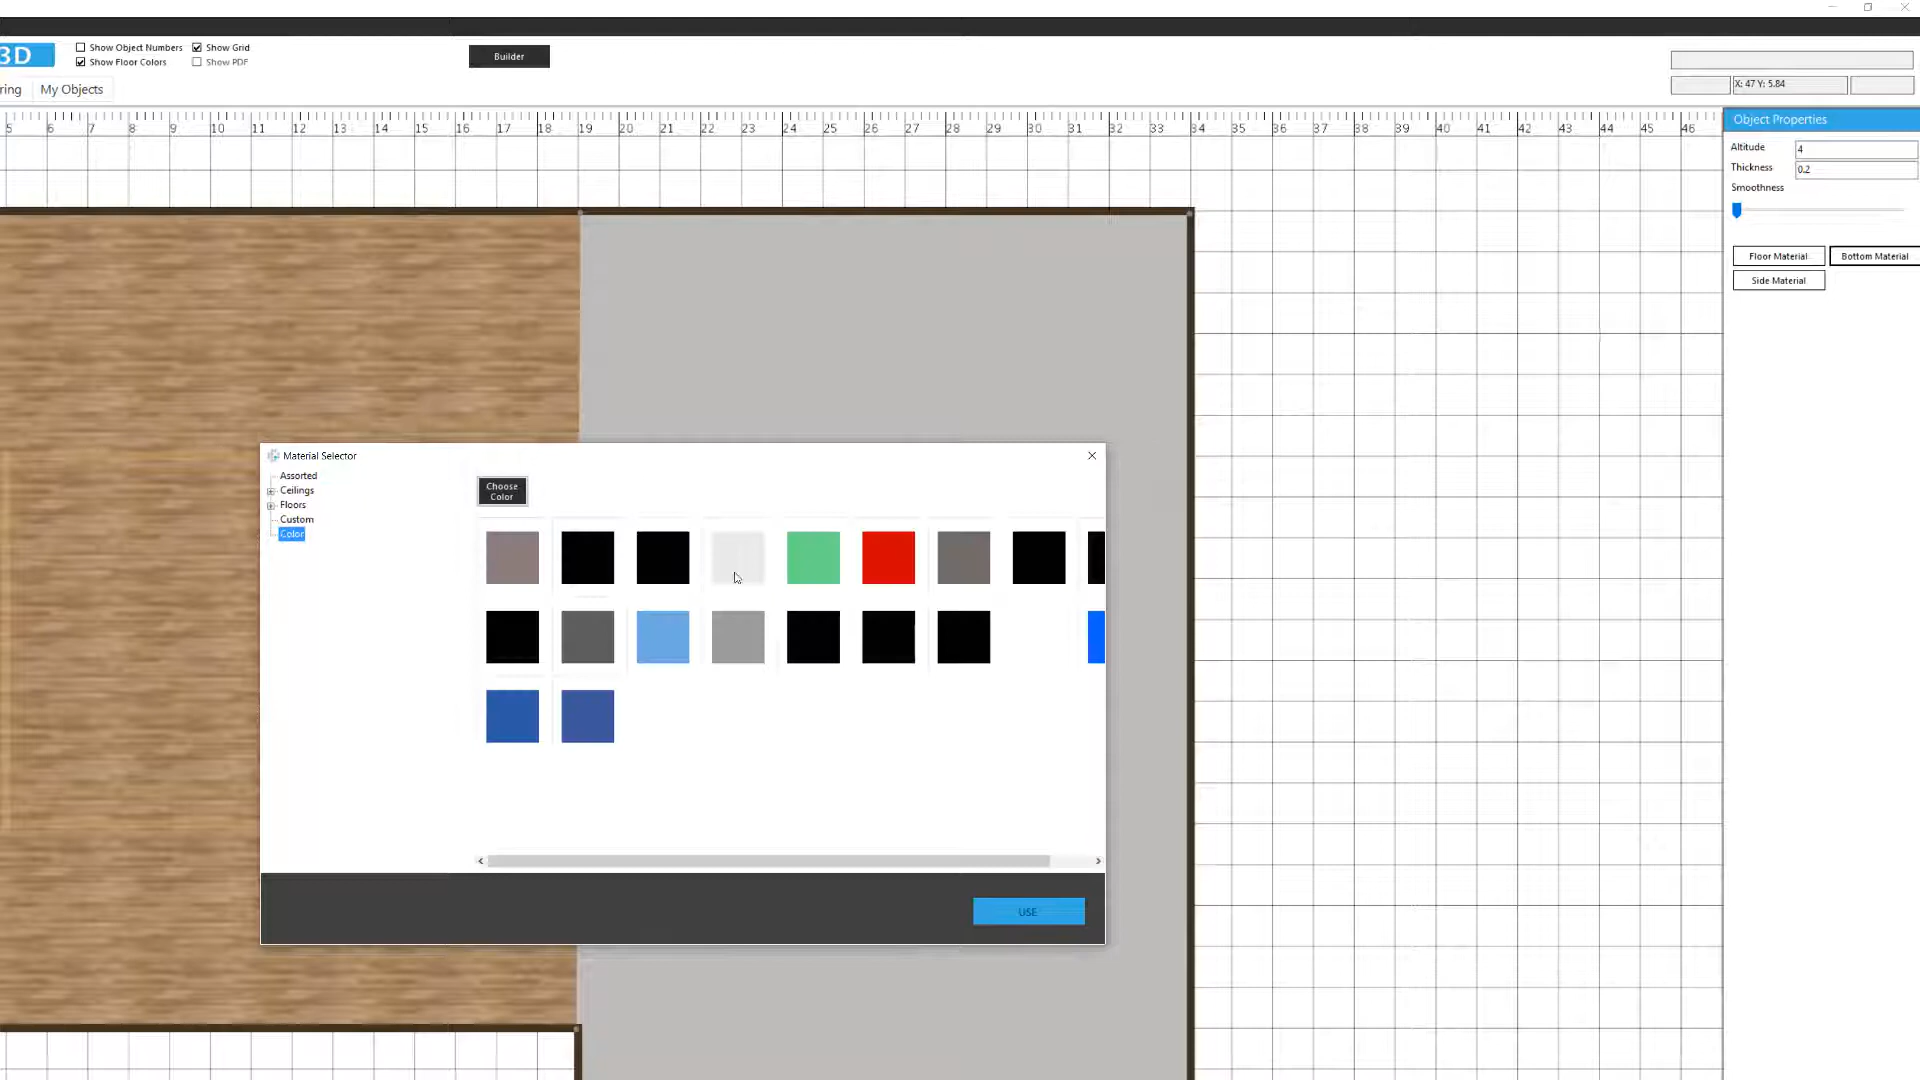 3D
Show Object Numbers
Show Grid
Show Floor Colors
Show PDF
Builder
ring
My Objects
X: 47 Y: 5.84
5 6 7 8 9 10 11 12 13 14 15 16 17 18 19 20 21 22 23 24 25 26 27 28 29 30 31 32 33 34 35 36 37 38 39 40 41 42 43 44 45 46
Object Properties
Altitude
4
Thickness
0.2
Smoothness
Floor Material
Bottom Material
Side Material
Material Selector
Assorted
Ceilings
Floors
Custom
Color
Choose
Color
USE